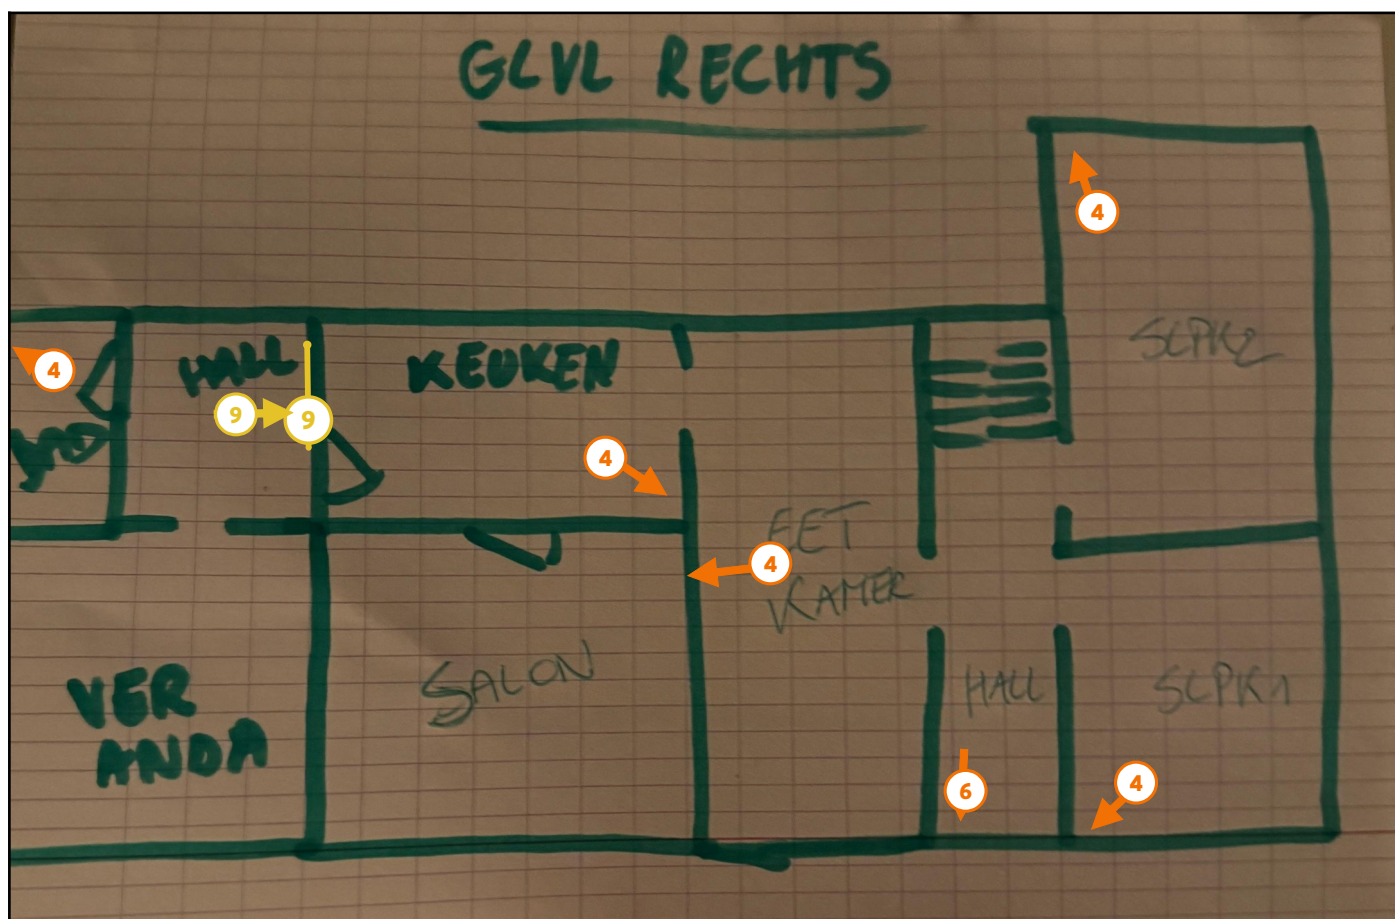 GLVL RECHTS
4
HALL
KEUKEN
SLPK2
4
9
9
4
EET
KAMER
4
SALON
VER
ANDA
HALL
SLPK1
6
4